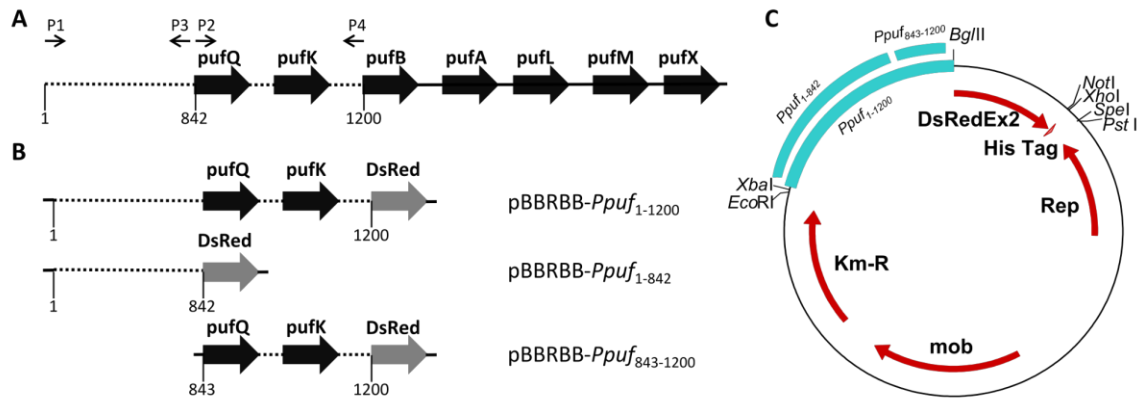 A
P1 P3 P2 P4
pufQ pufK pufB pufA pufL pufM pufX
1 842 1200
B
pufQ pufK DsRed
pBBRBB-Ppuf1-1200
1 1200
DsRed
pBBRBB-Ppuf1-842
1 842
pufQ pufK DsRed
pBBRBB-Ppuf843-1200
843 1200
C
Ppuf843-1200 BglII
Ppuf1-842
Ppuf1-1200
NotI
XhoI
SpeI
Pst I
DsRedEx2
His Tag
XbaI
EcoRI
Rep
Km-R
mob